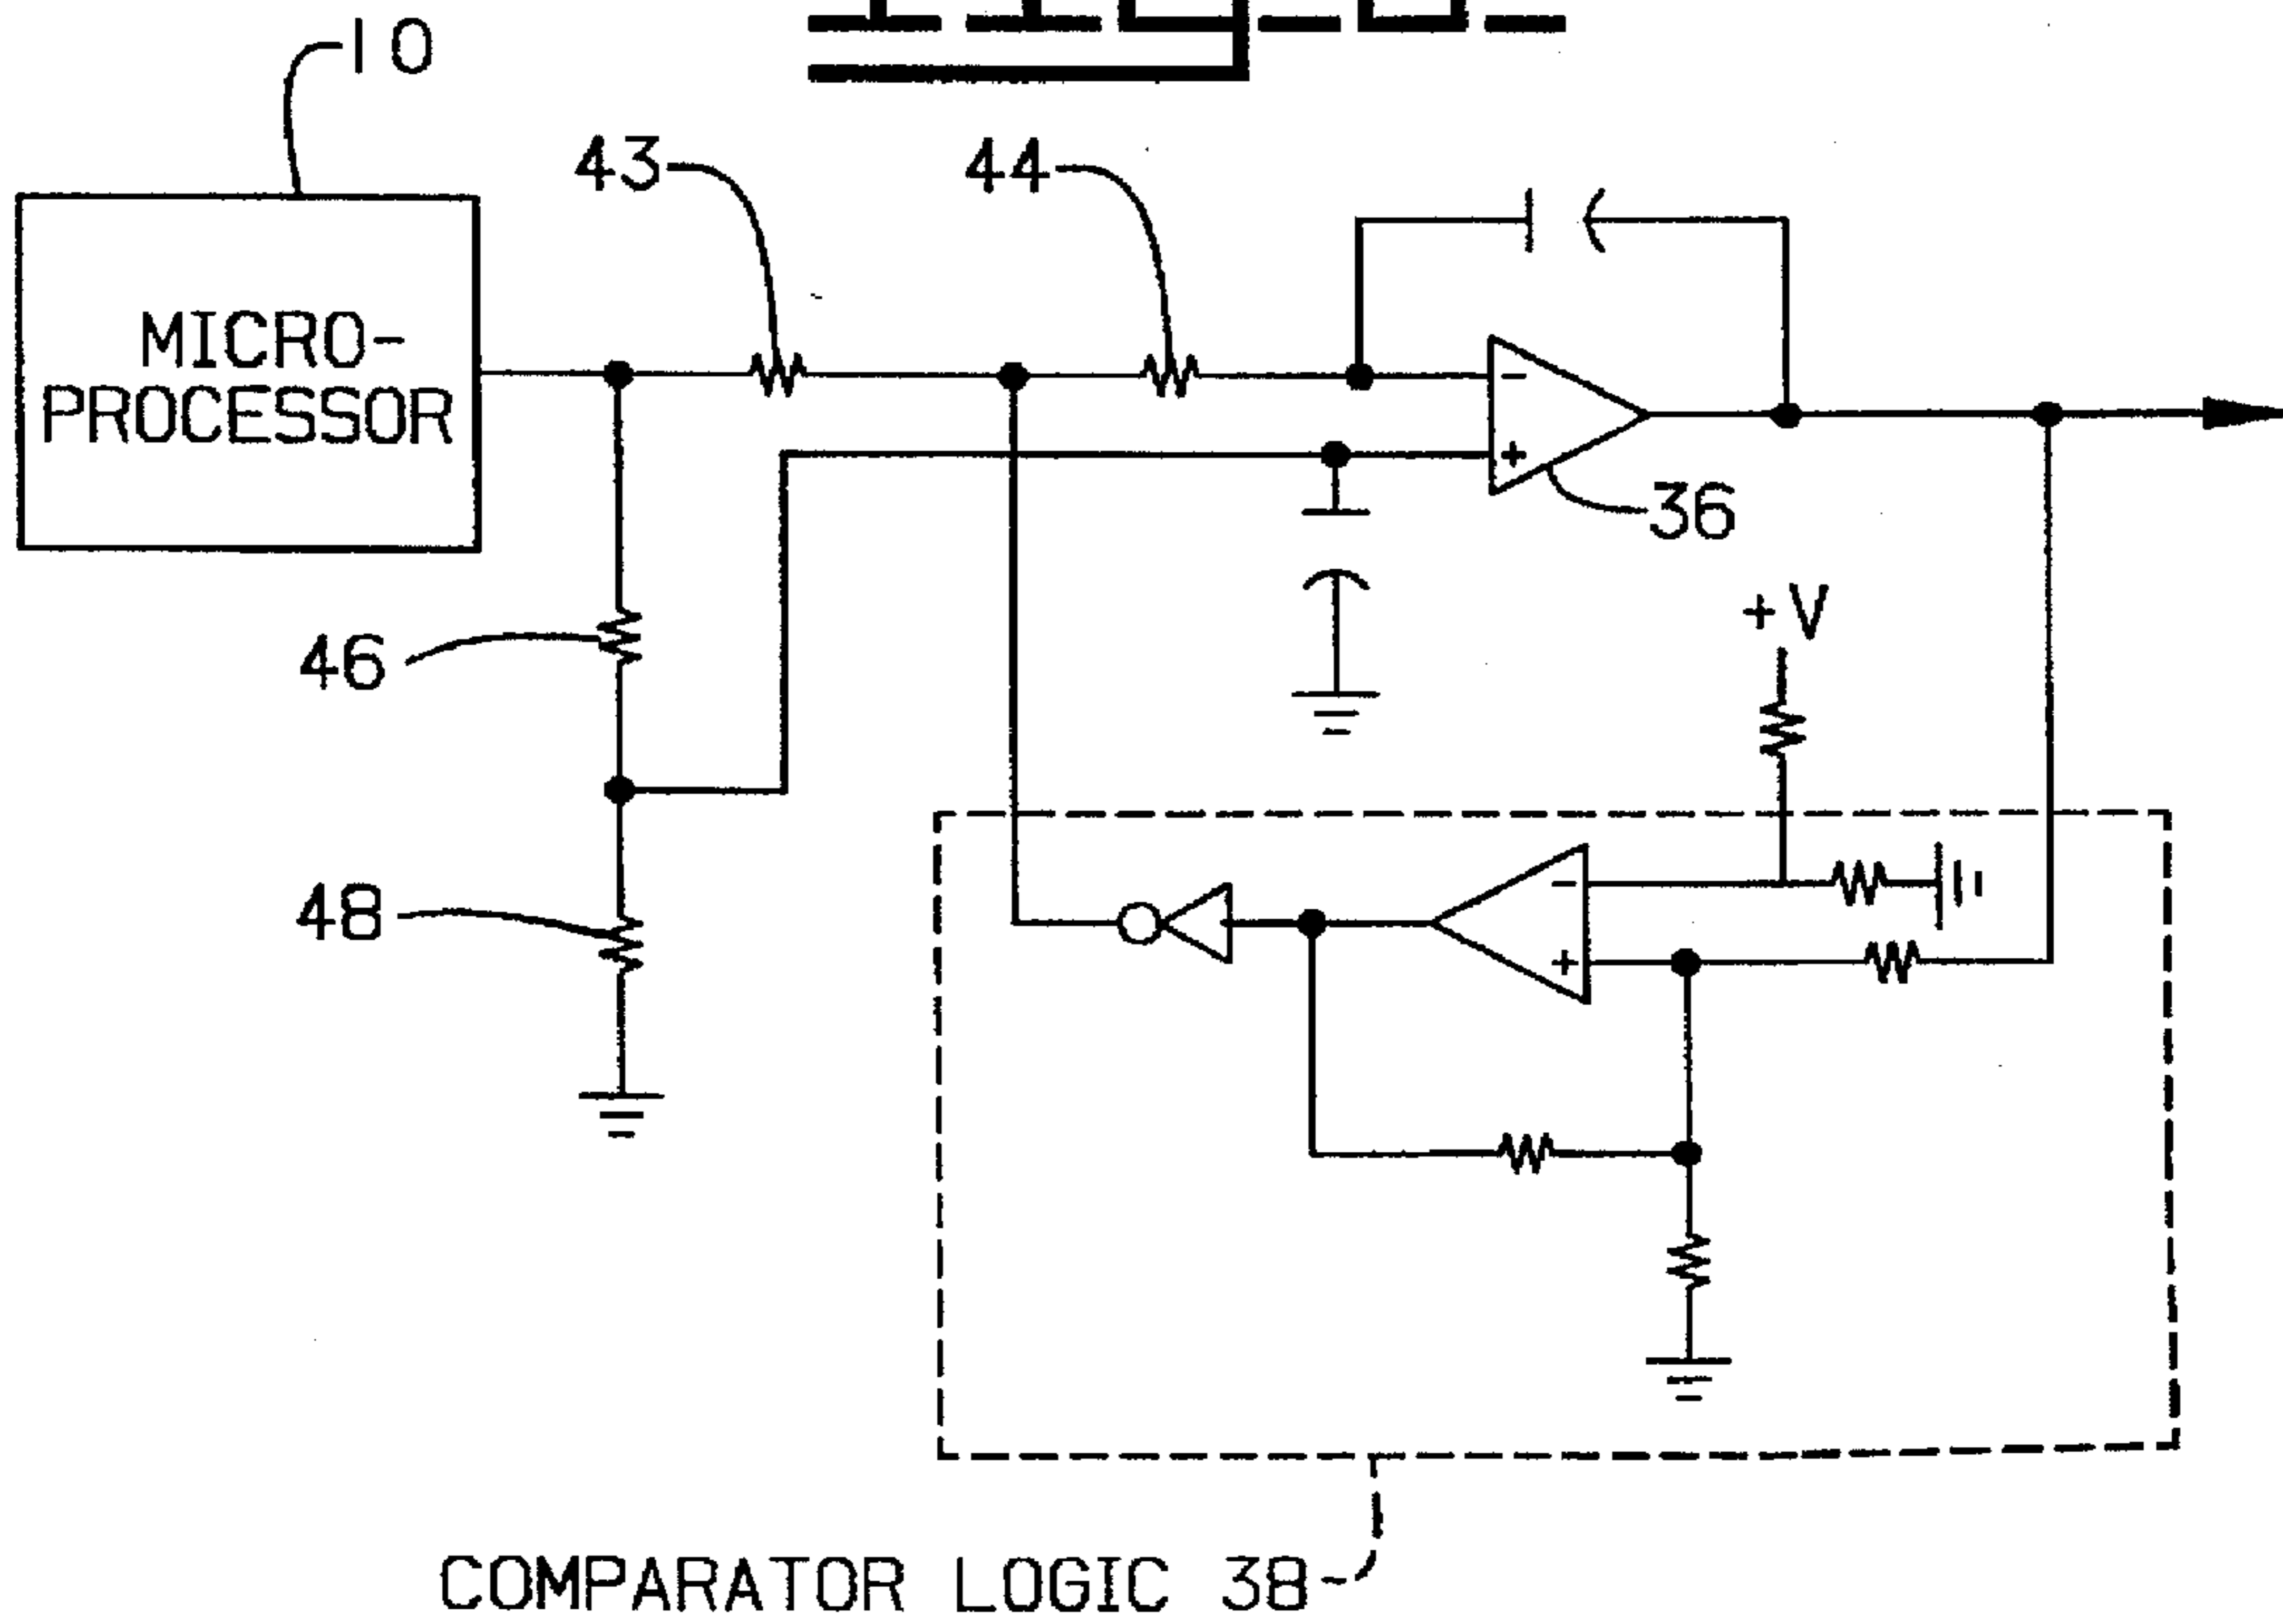 10
43
44
MICRO-
PROCESSOR
-
+
36
+V
46
48
-
+
COMPARATOR LOGIC 38